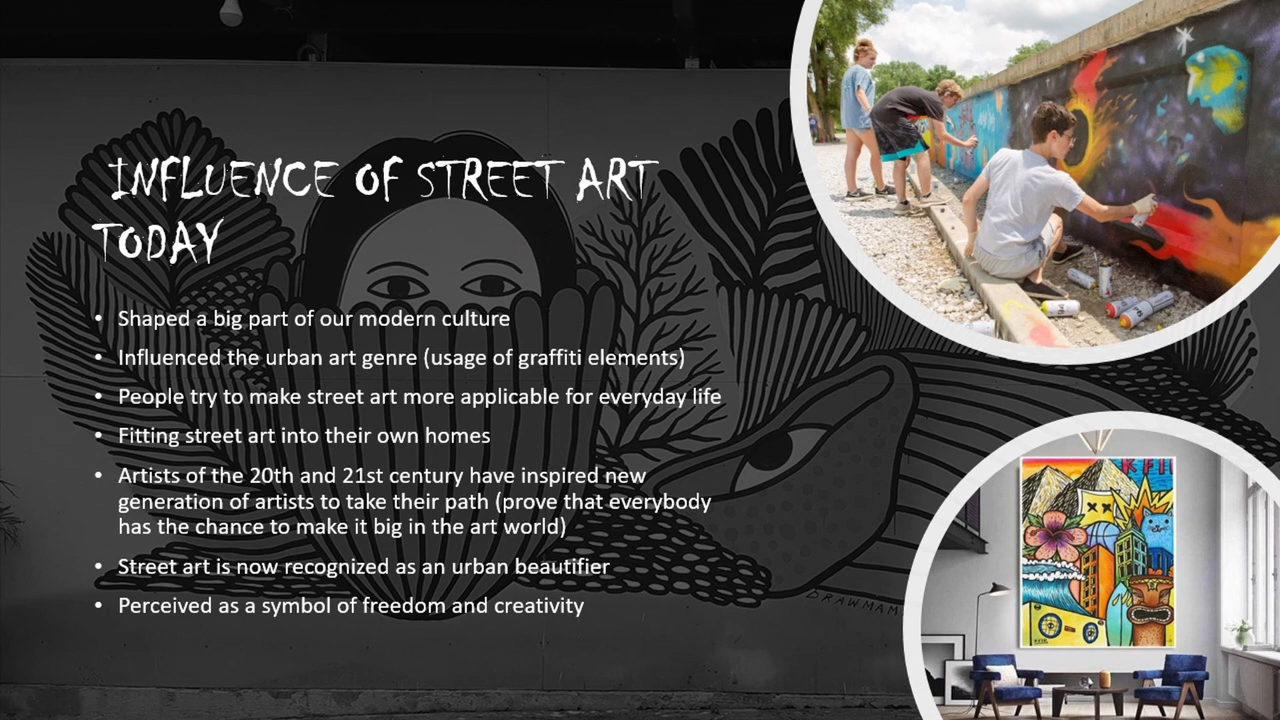 INFLUENCE OF STREET ART
TODAY
• Shaped a big part of our modern culture
• Influenced the urban art genre (usage of graffiti elements)
• People try to make street art more applicable for everyday life
• Fitting street art into their own homes
• Artists of the 20th and 21st century have inspired new
generation of artists to take their path (prove that everybody
has the chance to make it big in the art world)
• Street art is now recognized as an urban beautifier
• Perceived as a symbol of freedom and creativity
DRAWMAM